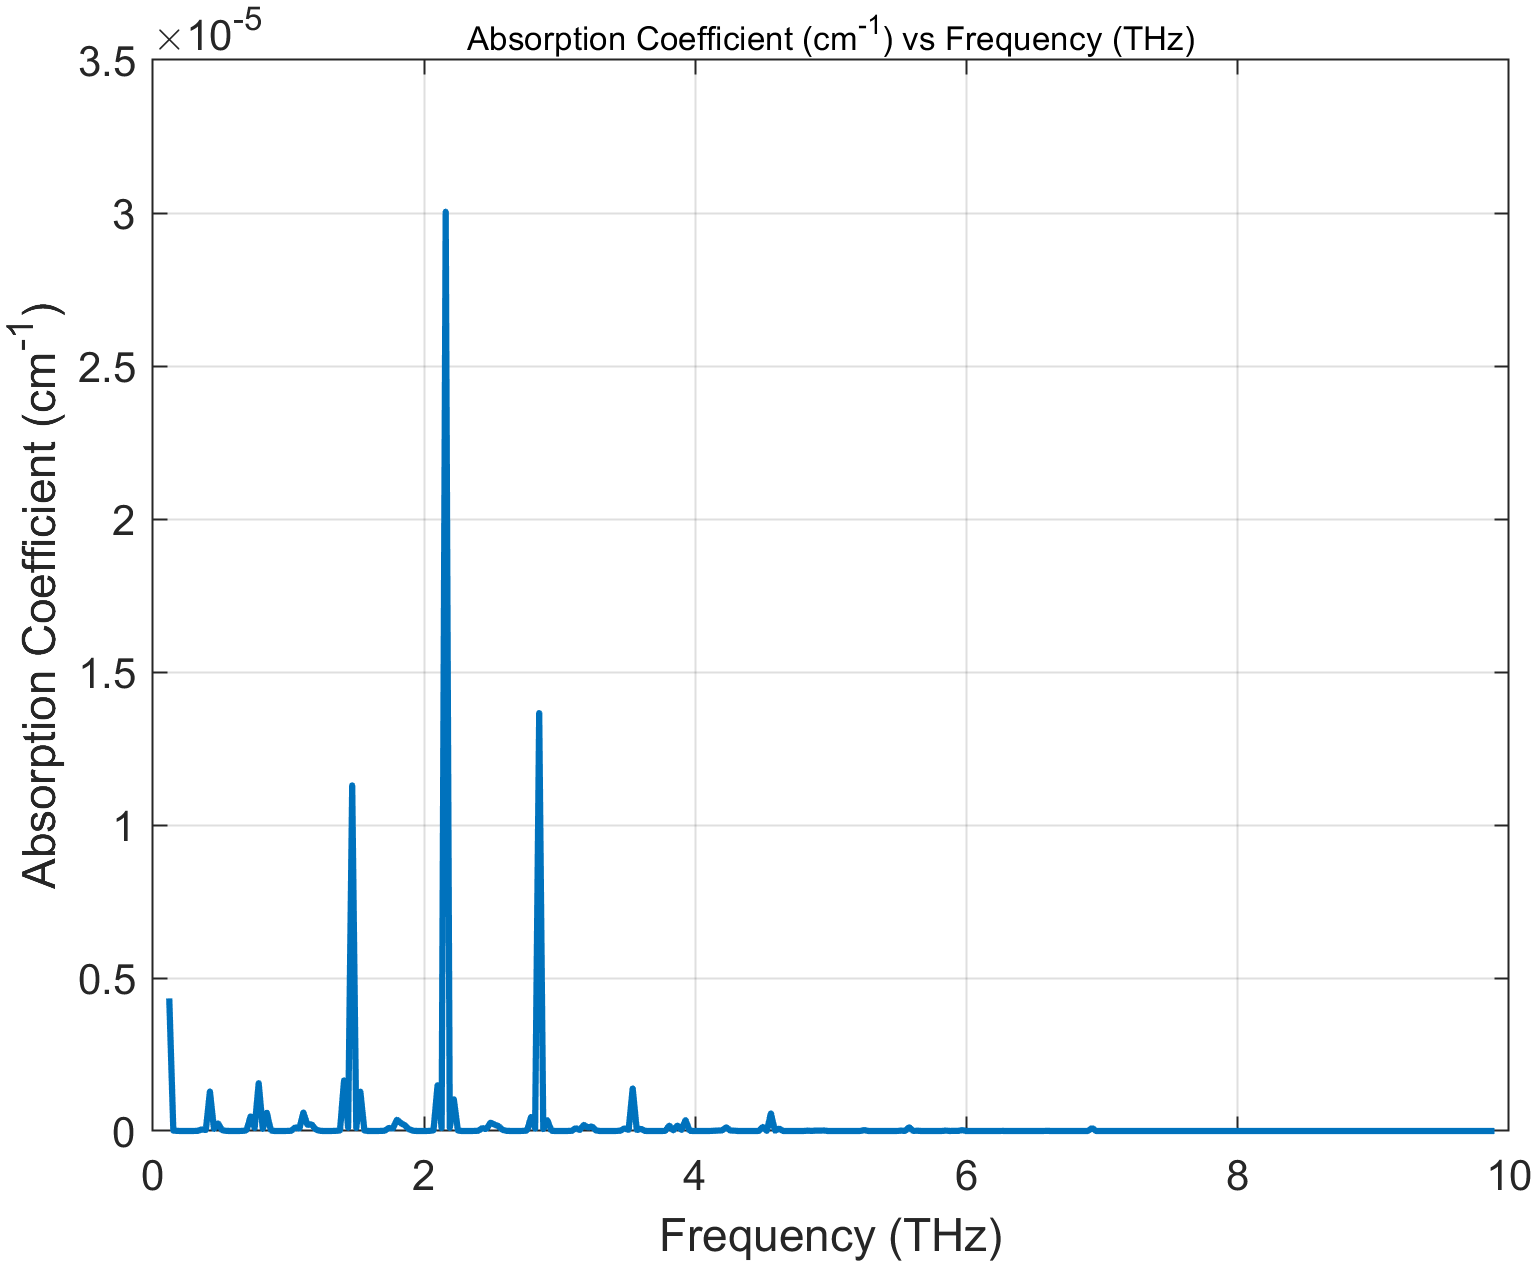 ×10⁻⁵
Absorption Coefficient (cm⁻¹) vs Frequency (THz)
3.5
3
2.5
2
1.5
1
0.5
0
Absorption Coefficient (cm⁻¹)
0 2 4 6 8 10
Frequency (THz)